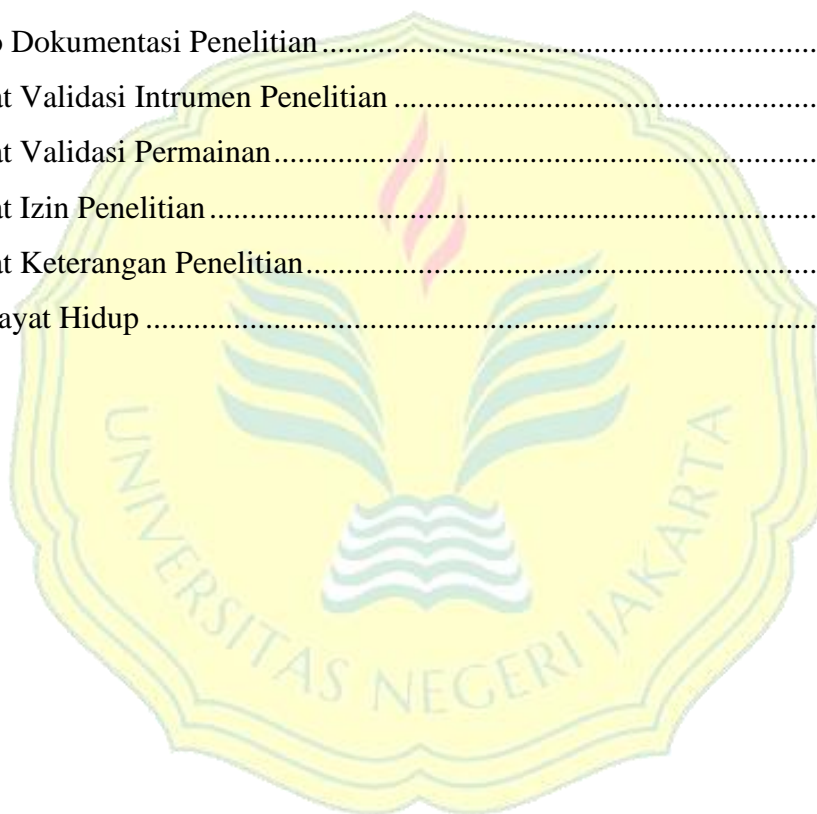 o Dokumentasi Penelitian........................................................................
at Validasi Intrumen Penelitian ........................................................................
at Validasi Permainan........................................................................
at Izin Penelitian........................................................................
at Keterangan Penelitian........................................................................
ayat Hidup ........................................................................
UNIVERSITAS NEGERI JAKARTA